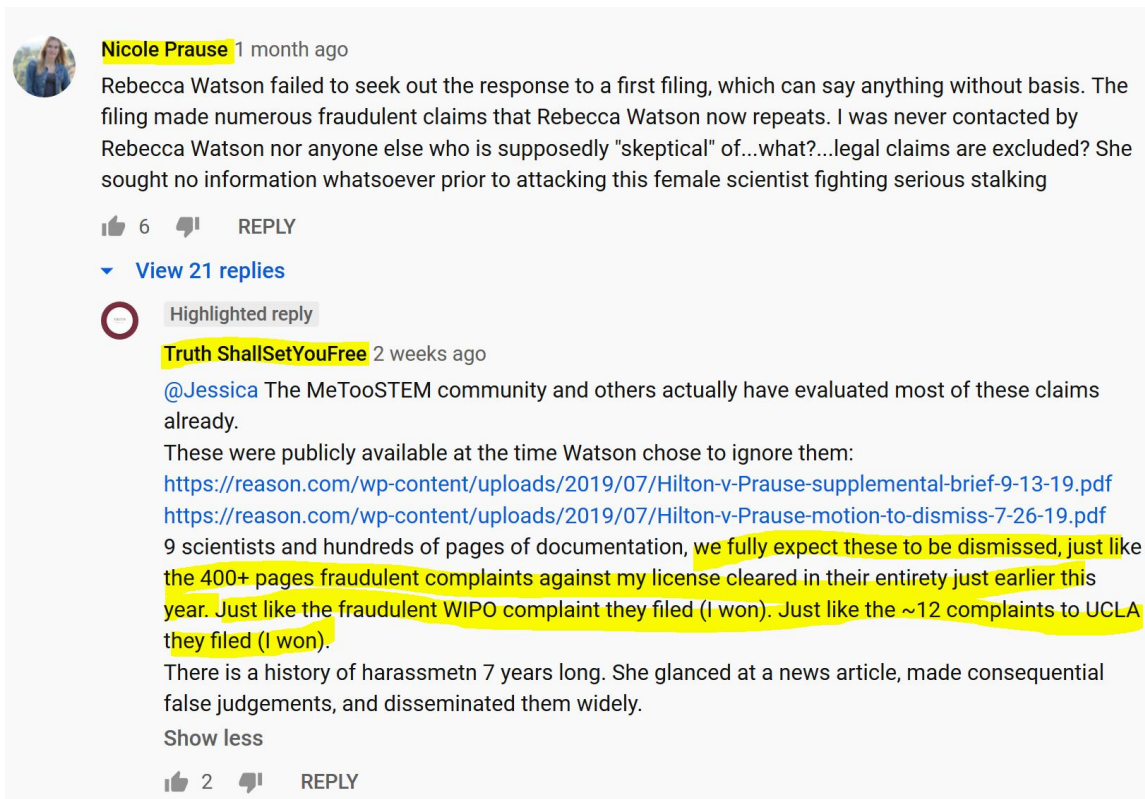 Nicole Prause 1 month ago
Rebecca Watson failed to seek out the response to a first filing, which can say anything without basis. The
filing made numerous fraudulent claims that Rebecca Watson now repeats. I was never contacted by
Rebecca Watson nor anyone else who is supposedly "skeptical" of...what?...legal claims are excluded? She
sought no information whatsoever prior to attacking this female scientist fighting serious stalking
6 REPLY
View 21 replies
Highlighted reply
Truth ShallSetYouFree 2 weeks ago
@Jessica The MeTooSTEM community and others actually have evaluated most of these claims
already.
These were publicly available at the time Watson chose to ignore them:
https://reason.com/wp-content/uploads/2019/07/Hilton-v-Prause-supplemental-brief-9-13-19.pdf
https://reason.com/wp-content/uploads/2019/07/Hilton-v-Prause-motion-to-dismiss-7-26-19.pdf
9 scientists and hundreds of pages of documentation, we fully expect these to be dismissed, just like
the 400+ pages fraudulent complaints against my license cleared in their entirety just earlier this
year. Just like the fraudulent WIPO complaint they filed (I won). Just like the ~12 complaints to UCLA
they filed (I won).
There is a history of harassmetn 7 years long. She glanced at a news article, made consequential
false judgements, and disseminated them widely.
Show less
2 REPLY